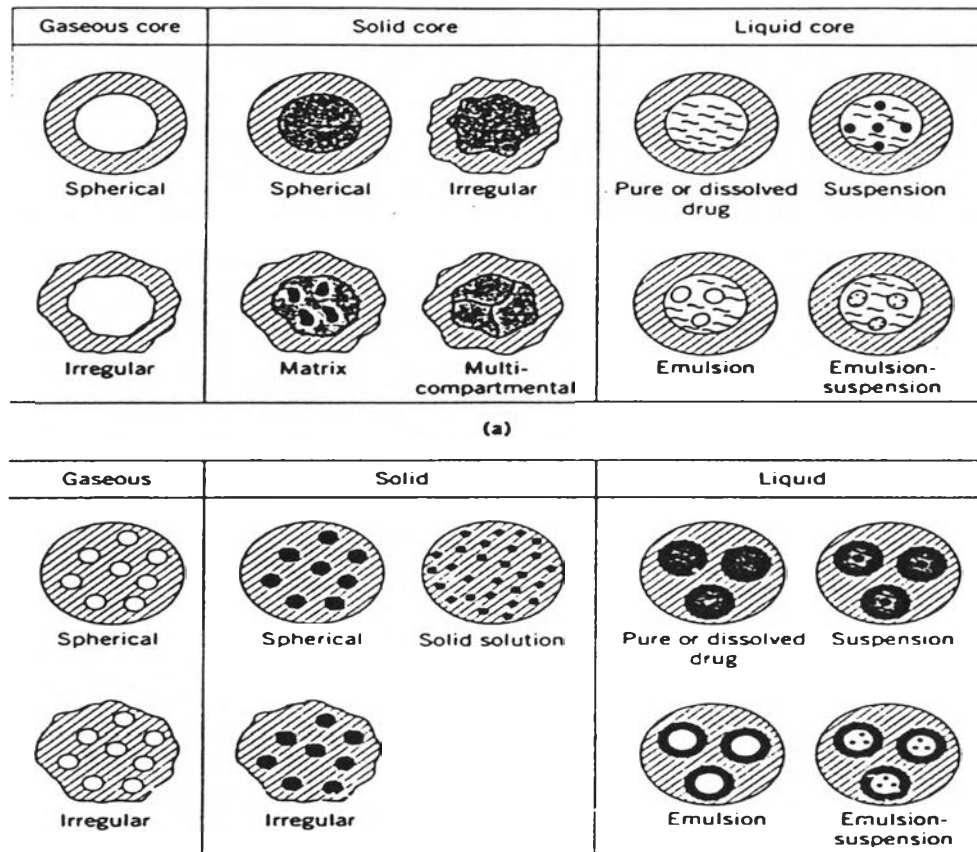 Gaseous core
Solid core
Liquid core
Spherical
Spherical
Irregular
Pure or dissolved
drug
Suspension
Irregular
Matrix
Multi-
compartmental
Emulsion
Emulsion-
suspension
(a)
Gaseous
Solid
Liquid
Spherical
Spherical
Solid solution
Pure or dissolved
drug
Suspension
Irregular
Irregular
Emulsion
Emulsion-
suspension